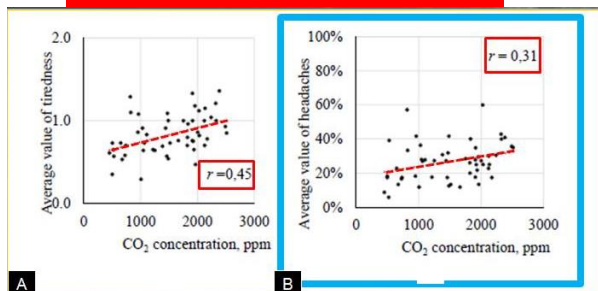 Average value of tiredness
2.0
1.0
0.0
r =0,45
0 1000 2000 3000
CO₂ concentration, ppm
A
Average value of headaches
100%
80%
60%
40%
20%
0%
r = 0,31
0 1000 2000 3000
CO₂ concentration, ppm
B